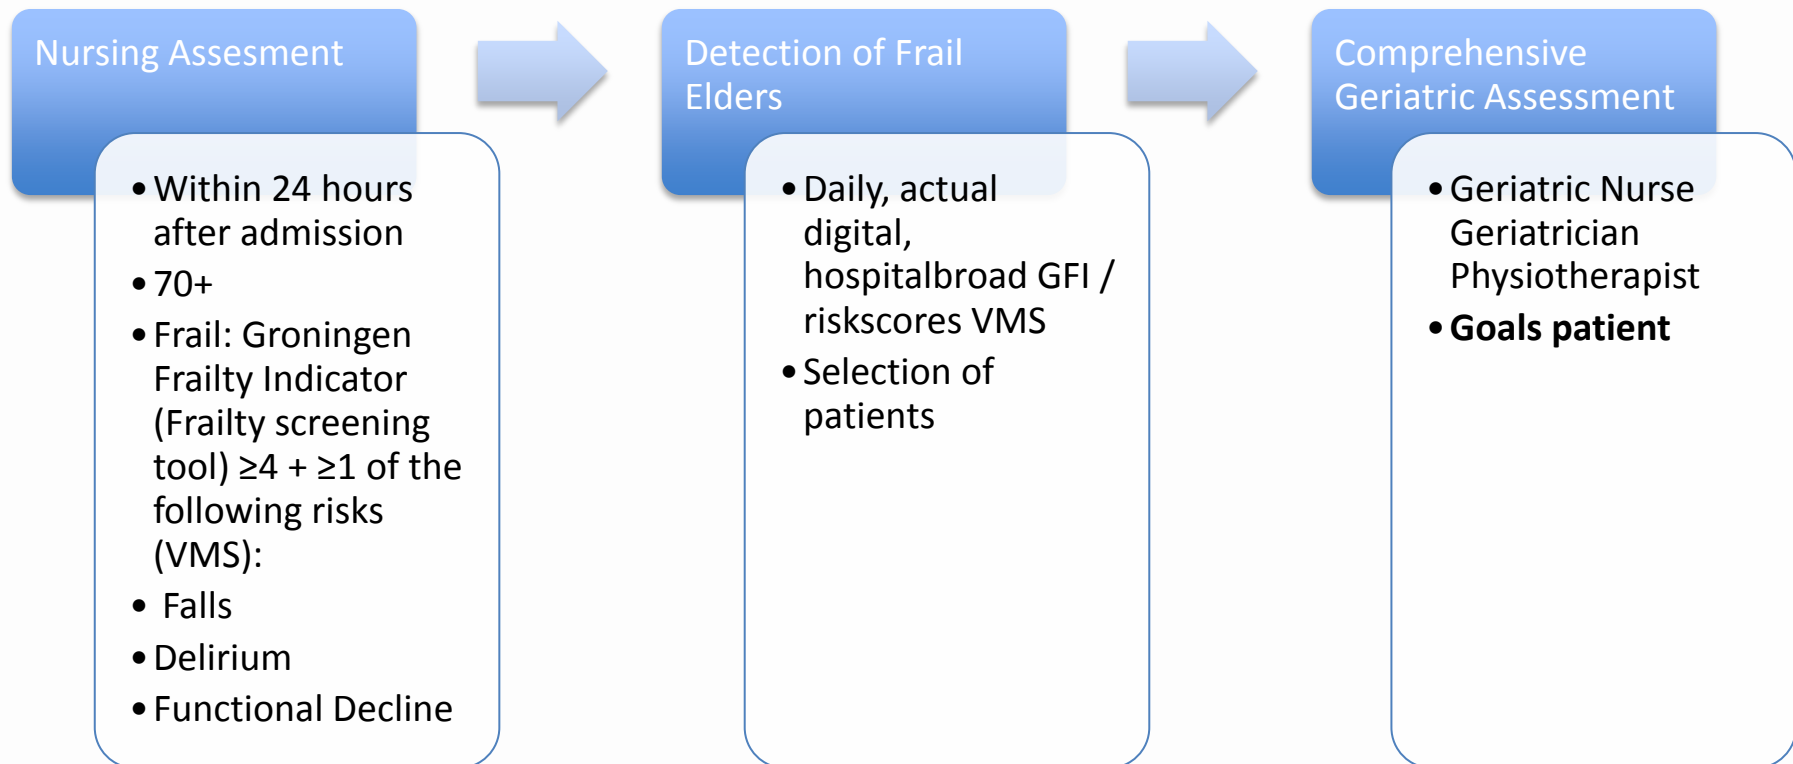 Nursing Assesment
• Within 24 hours
after admission
• 70+
• Frail: Groningen
Frailty Indicator
(Frailty screening
tool) ≥4 + ≥1 of the
following risks
(VMS):
• Falls
• Delirium
• Functional Decline
Detection of Frail
Elders
• Daily, actual
digital,
hospitalbroad GFI /
riskscores VMS
• Selection of
patients
Comprehensive
Geriatric Assessment
• Geriatric Nurse
Geriatrician
Physiotherapist
• Goals patient